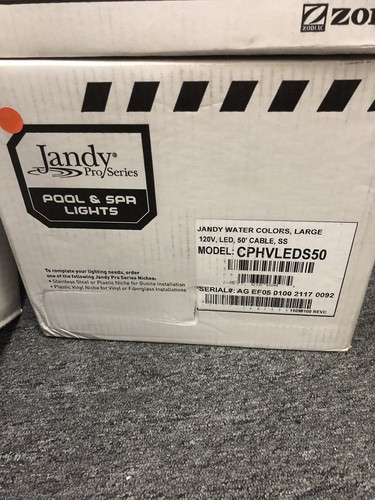 ZODIAC
Jandy®
Pro Series
POOL & SPA
LIGHTS
JANDY WATER COLORS, LARGE
120V, LED, 50' CABLE, SS
MODEL: CPHVLEDS50
To complete your lighting needs, order
one of the following Jandy Pro Series Niches:
• Stainless Steel or Plastic Niche for Gunite Installation
• Plastic Vinyl Niche for Vinyl or Fiberglass Installations
SERIAL#: AG EF05 0100 2117 0092